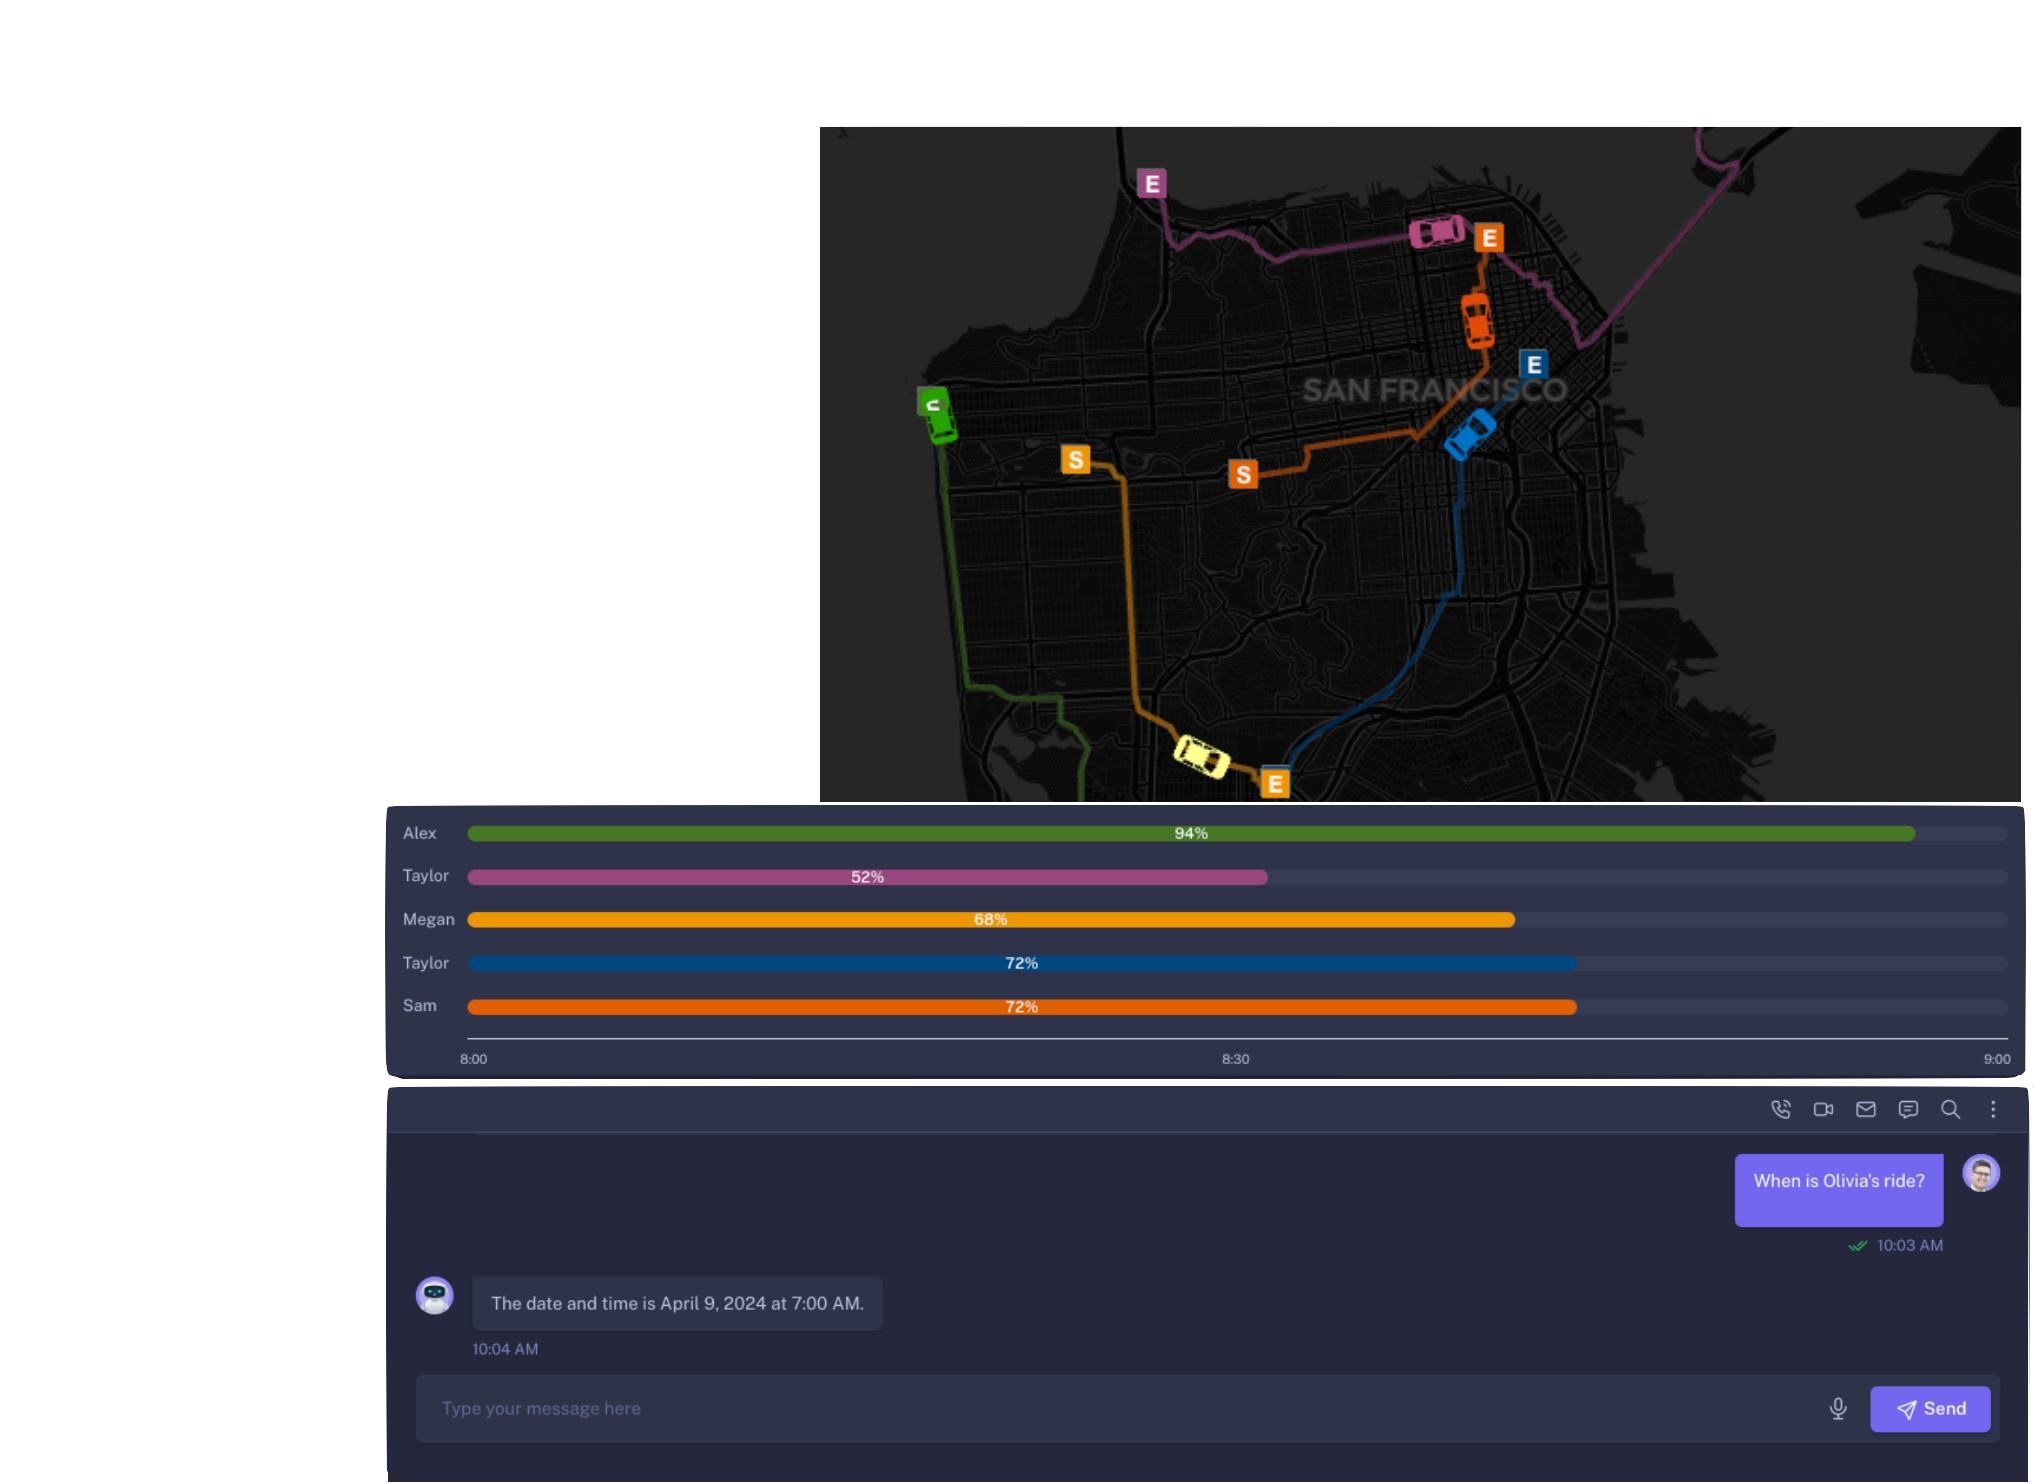 E
E
SAN FRANCISCO
E
S
S
E
Alex 94%
Taylor 52%
Megan 68%
Taylor 72%
Sam 72%
8:00 8:30 9:00
When is Olivia's ride?
10:03 AM
The date and time is April 9, 2024 at 7:00 AM.
10:04 AM
Type your message here
Send